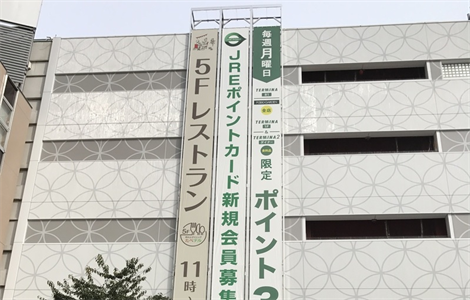 5Fレストラン
11時
JREポイントカード新規会員募集
毎週月曜日
TERMINA
TERMINA2
限定
ポイント3